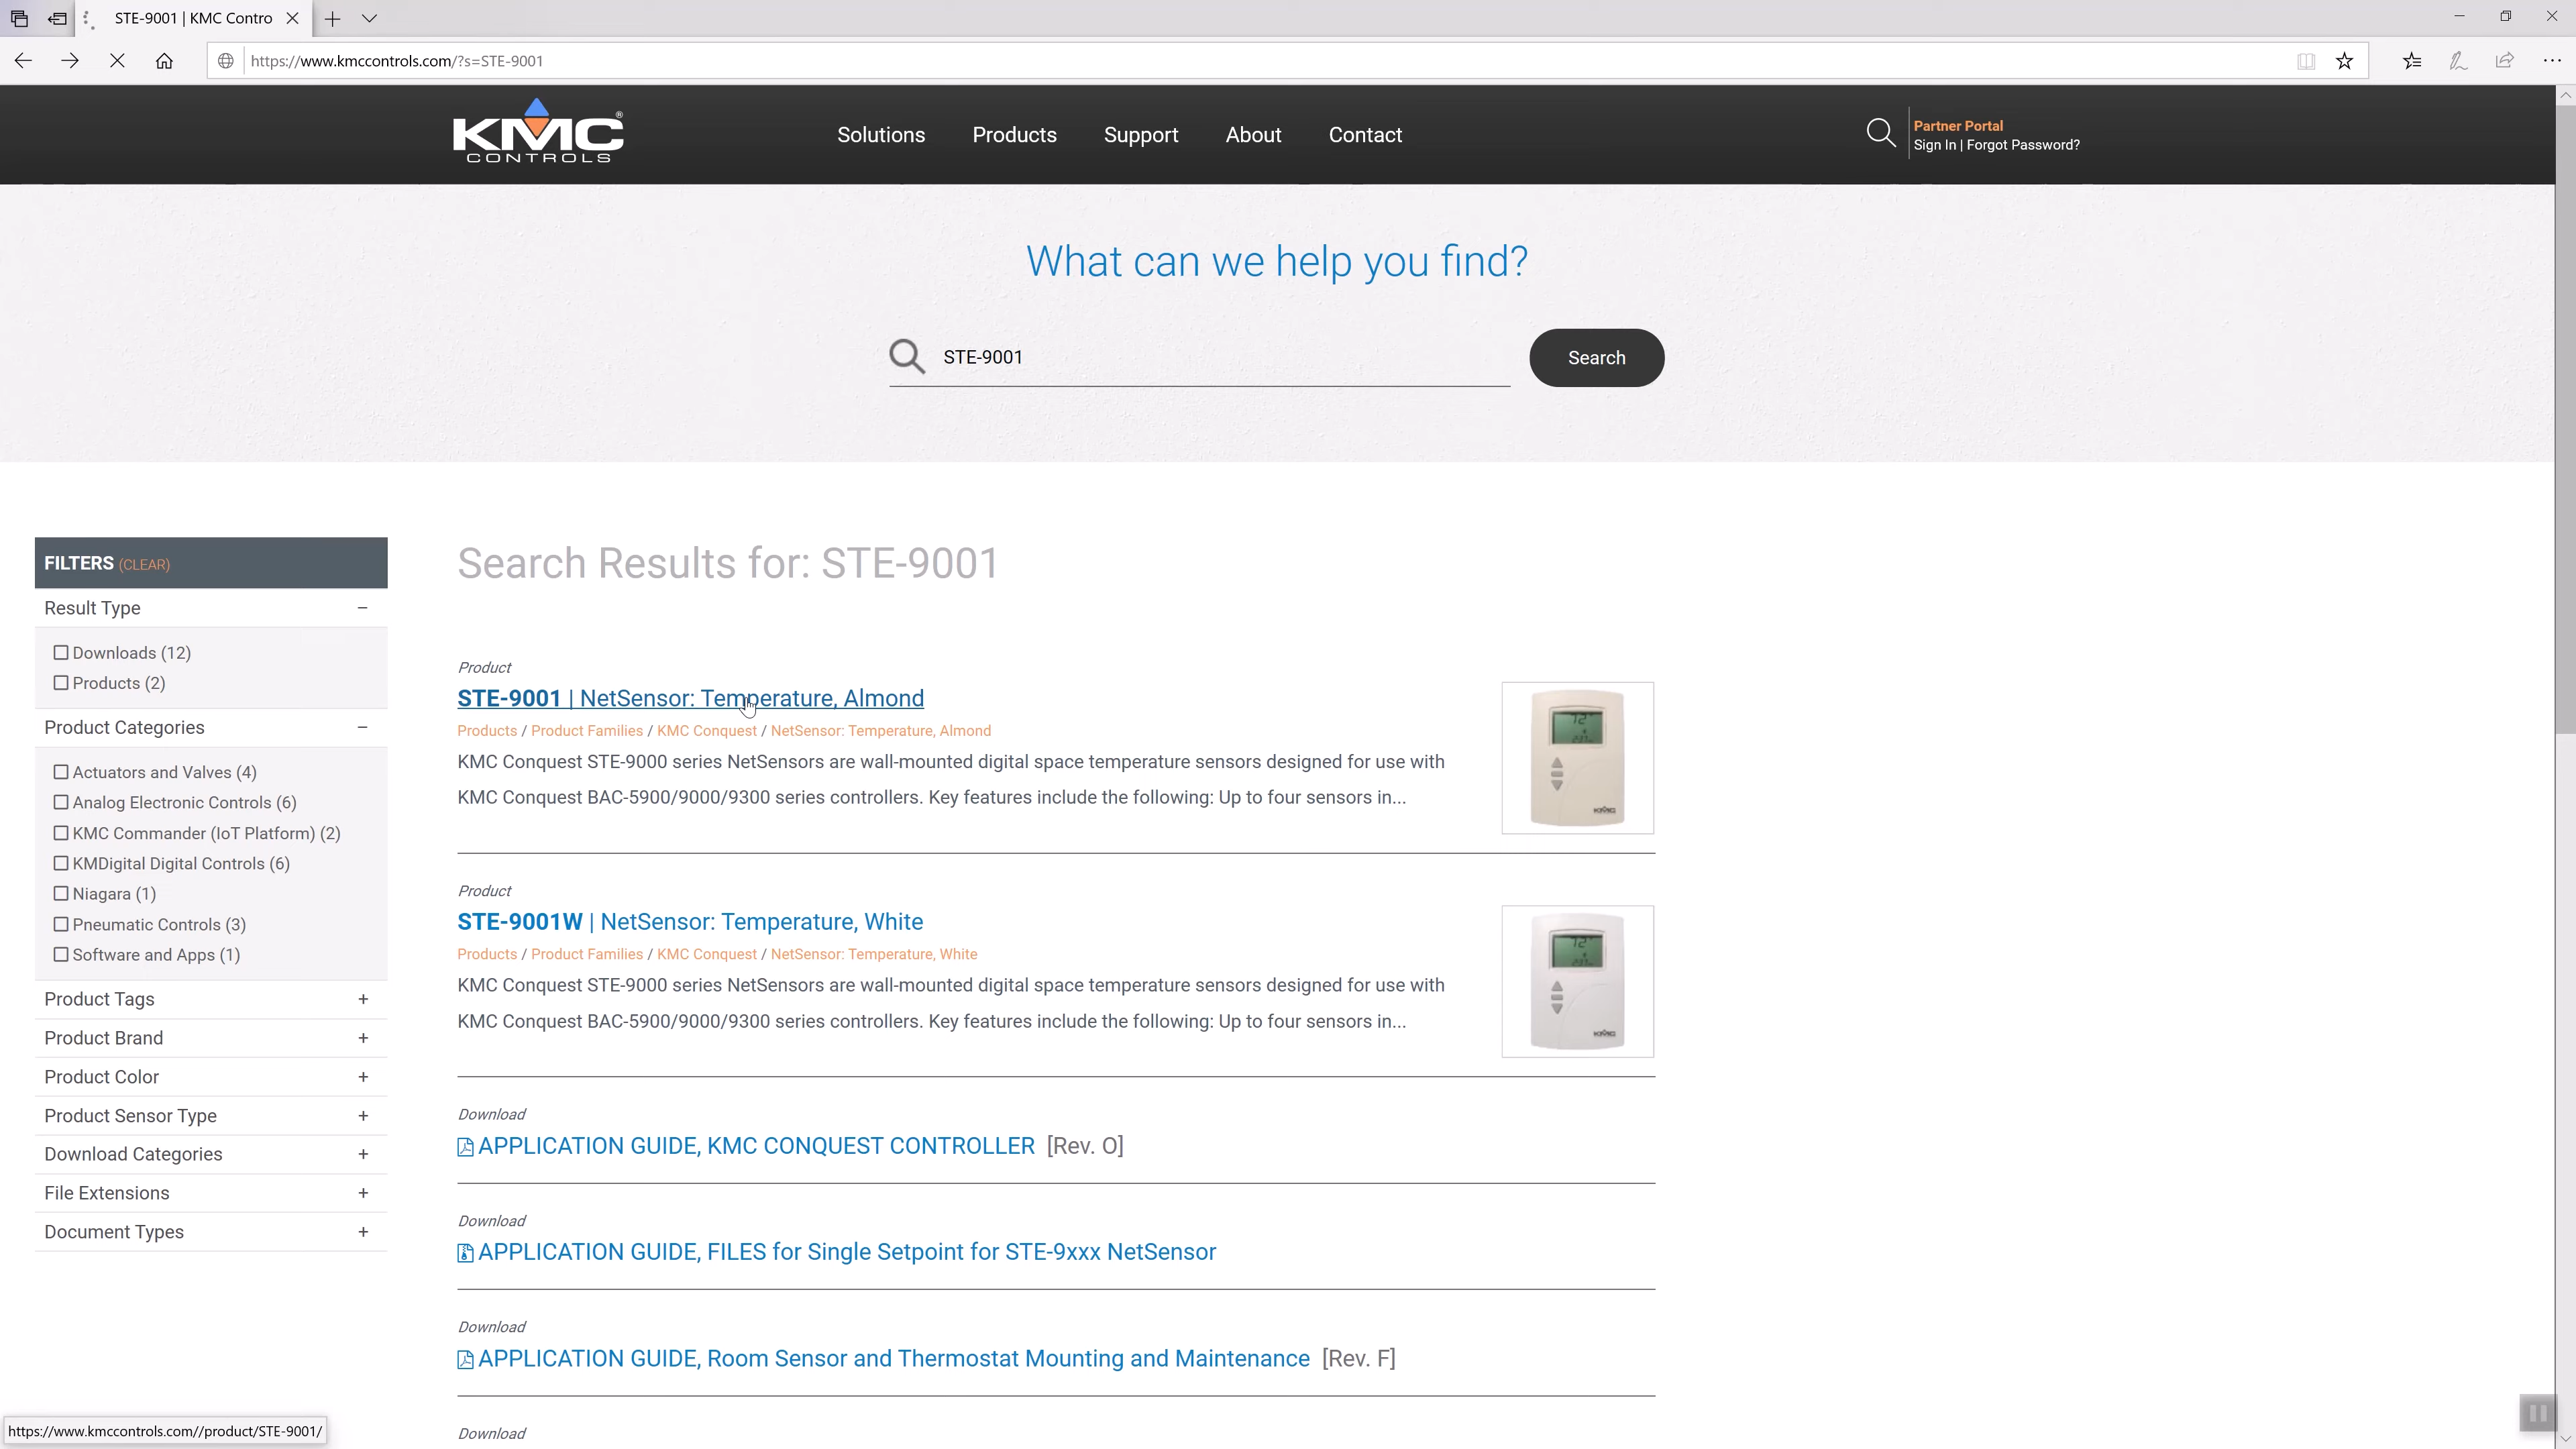 STE-9001 | KMC Contro
https://www.kmccontrols.com/?s=STE-9001
KMC
CONTROLS
®
Solutions Products Support About Contact
Partner Portal
Sign In | Forgot Password?
What can we help you find?
STE-9001
Search
FILTERS (CLEAR)
Result Type −
Downloads (12)
Products (2)
Product Categories −
Actuators and Valves (4)
Analog Electronic Controls (6)
KMC Commander (IoT Platform) (2)
KMDigital Digital Controls (6)
Niagara (1)
Pneumatic Controls (3)
Software and Apps (1)
Product Tags +
Product Brand +
Product Color +
Product Sensor Type +
Download Categories +
File Extensions +
Document Types +
Search Results for: STE-9001
Product
STE-9001 | NetSensor: Temperature, Almond
Products / Product Families / KMC Conquest / NetSensor: Temperature, Almond
KMC Conquest STE-9000 series NetSensors are wall-mounted digital space temperature sensors designed for use with
KMC Conquest BAC-5900/9000/9300 series controllers. Key features include the following: Up to four sensors in...
72°
KMC
Product
STE-9001W | NetSensor: Temperature, White
Products / Product Families / KMC Conquest / NetSensor: Temperature, White
KMC Conquest STE-9000 series NetSensors are wall-mounted digital space temperature sensors designed for use with
KMC Conquest BAC-5900/9000/9300 series controllers. Key features include the following: Up to four sensors in...
72°
KMC
Download
APPLICATION GUIDE, KMC CONQUEST CONTROLLER [Rev. O]
Download
APPLICATION GUIDE, FILES for Single Setpoint for STE-9xxx NetSensor
Download
APPLICATION GUIDE, Room Sensor and Thermostat Mounting and Maintenance [Rev. F]
Download
https://www.kmccontrols.com//product/STE-9001/